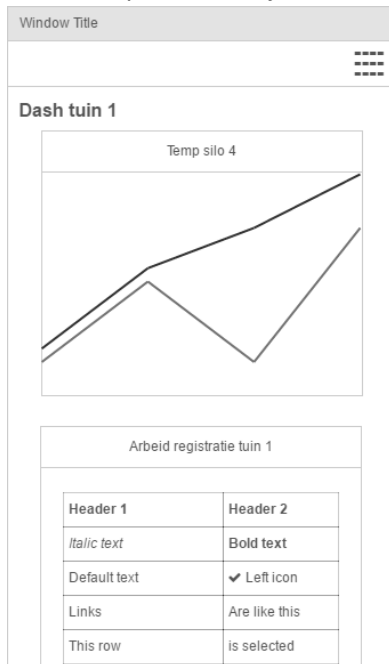 Window Title
Dash tuin 1
Temp silo 4
Arbeid registratie tuin 1
Header 1 Header 2
Italic text Bold text
Default text ✔ Left icon
Links Are like this
This row is selected